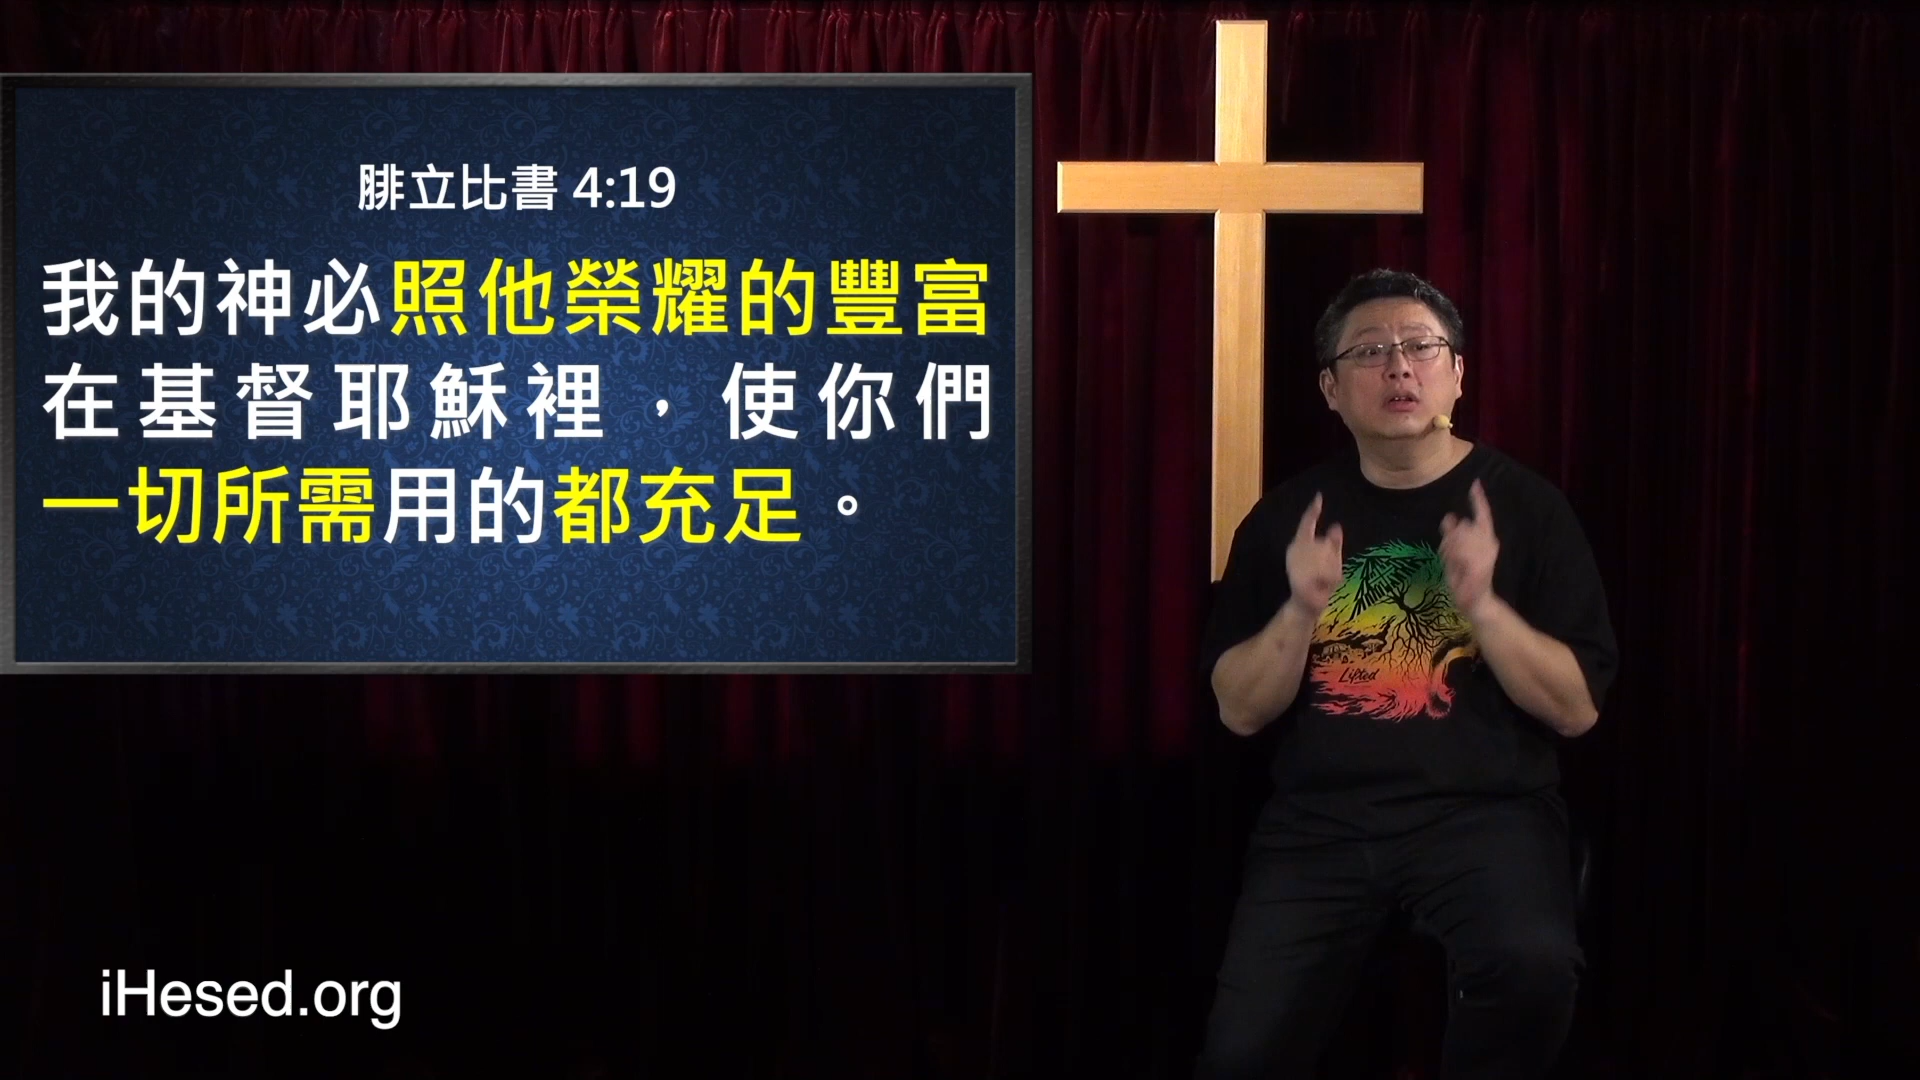 腓立比書 4:19
我的神必照他榮耀的豐富
在基督耶穌裡，使你們
一切所需用的都充足。
Lifted
iHesed.org